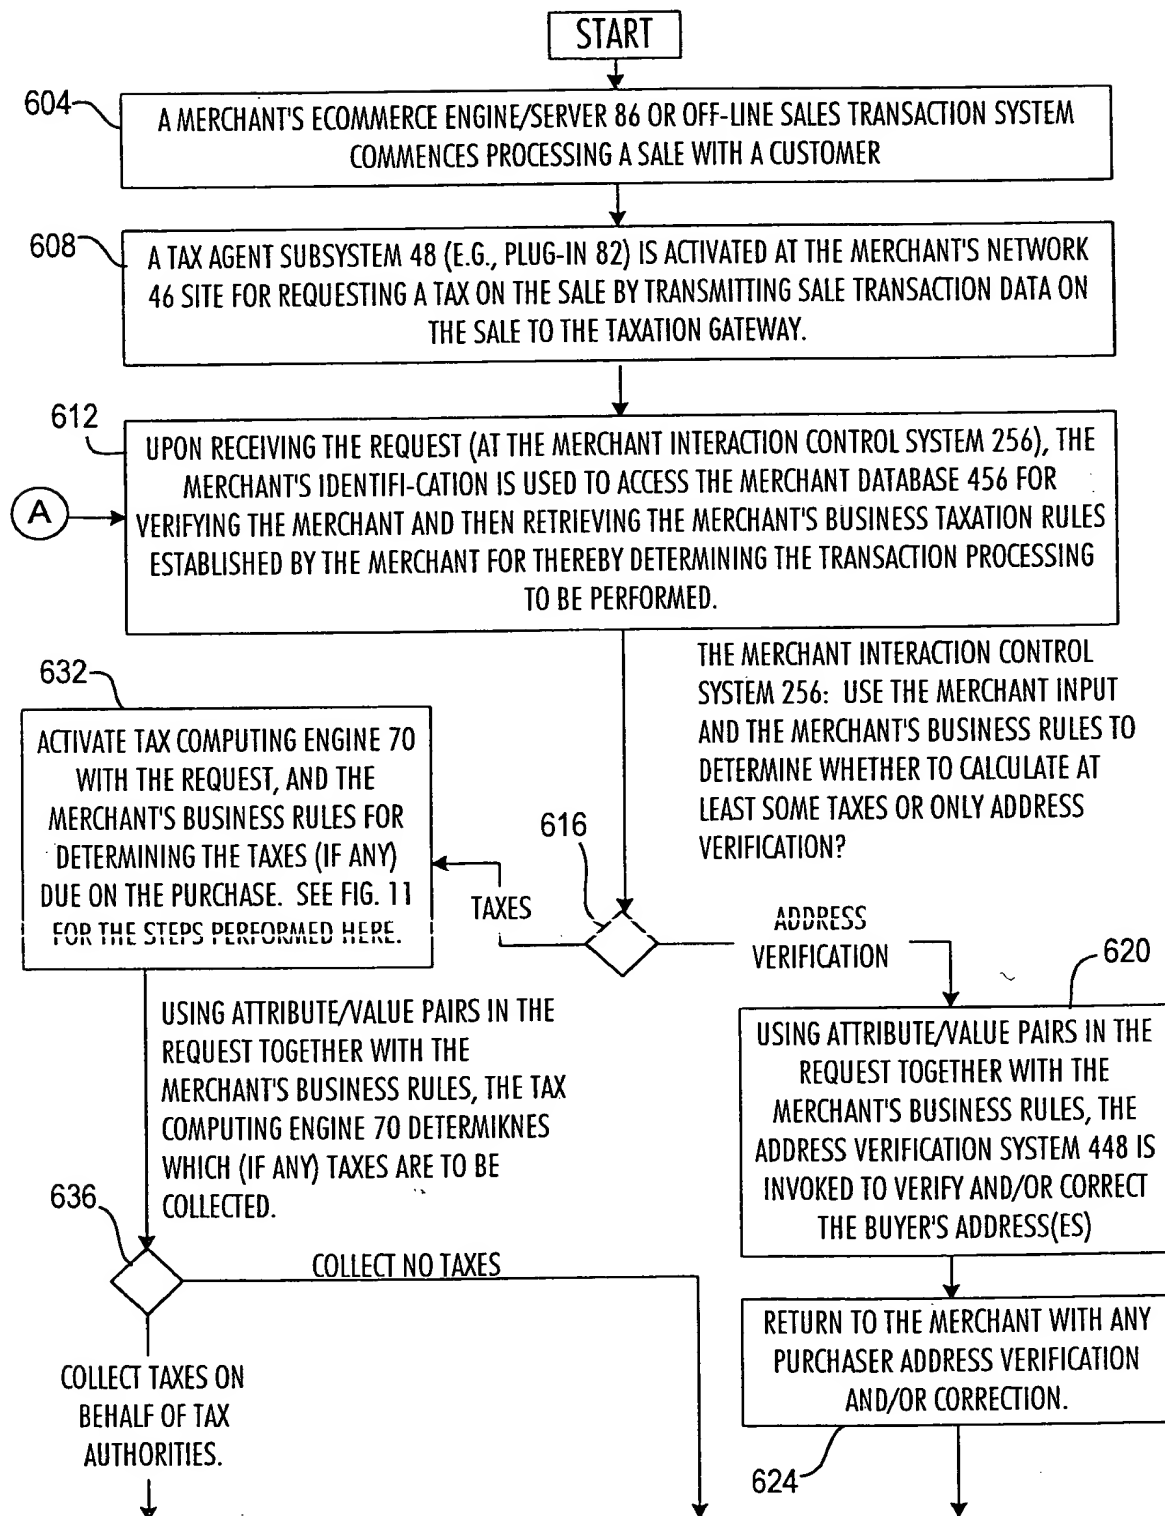 START
604
A MERCHANT'S ECOMMERCE ENGINE/SERVER 86 OR OFF-LINE SALES TRANSACTION SYSTEM
COMMENCES PROCESSING A SALE WITH A CUSTOMER
608
A TAX AGENT SUBSYSTEM 48 (E.G., PLUG-IN 82) IS ACTIVATED AT THE MERCHANT'S NETWORK
46 SITE FOR REQUESTING A TAX ON THE SALE BY TRANSMITTING SALE TRANSACTION DATA ON
THE SALE TO THE TAXATION GATEWAY.
612
UPON RECEIVING THE REQUEST (AT THE MERCHANT INTERACTION CONTROL SYSTEM 256), THE
MERCHANT'S IDENTIFI-CATION IS USED TO ACCESS THE MERCHANT DATABASE 456 FOR
VERIFYING THE MERCHANT AND THEN RETRIEVING THE MERCHANT'S BUSINESS TAXATION RULES
ESTABLISHED BY THE MERCHANT FOR THEREBY DETERMINING THE TRANSACTION PROCESSING
TO BE PERFORMED.
A
THE MERCHANT INTERACTION CONTROL
SYSTEM 256: USE THE MERCHANT INPUT
AND THE MERCHANT'S BUSINESS RULES TO
DETERMINE WHETHER TO CALCULATE AT
LEAST SOME TAXES OR ONLY ADDRESS
VERIFICATION?
632
ACTIVATE TAX COMPUTING ENGINE 70
WITH THE REQUEST, AND THE
MERCHANT'S BUSINESS RULES FOR
DETERMINING THE TAXES (IF ANY)
DUE ON THE PURCHASE. SEE FIG. 11
FOR THE STEPS PERFORMED HERE.
616
TAXES
ADDRESS
VERIFICATION
620
USING ATTRIBUTE/VALUE PAIRS IN THE
REQUEST TOGETHER WITH THE
MERCHANT'S BUSINESS RULES, THE TAX
COMPUTING ENGINE 70 DETERMIKNES
WHICH (IF ANY) TAXES ARE TO BE
COLLECTED.
USING ATTRIBUTE/VALUE PAIRS IN THE
REQUEST TOGETHER WITH THE
MERCHANT'S BUSINESS RULES, THE
ADDRESS VERIFICATION SYSTEM 448 IS
INVOKED TO VERIFY AND/OR CORRECT
THE BUYER'S ADDRESS(ES)
636
COLLECT NO TAXES
COLLECT TAXES ON
BEHALF OF TAX
AUTHORITIES.
RETURN TO THE MERCHANT WITH ANY
PURCHASER ADDRESS VERIFICATION
AND/OR CORRECTION.
624